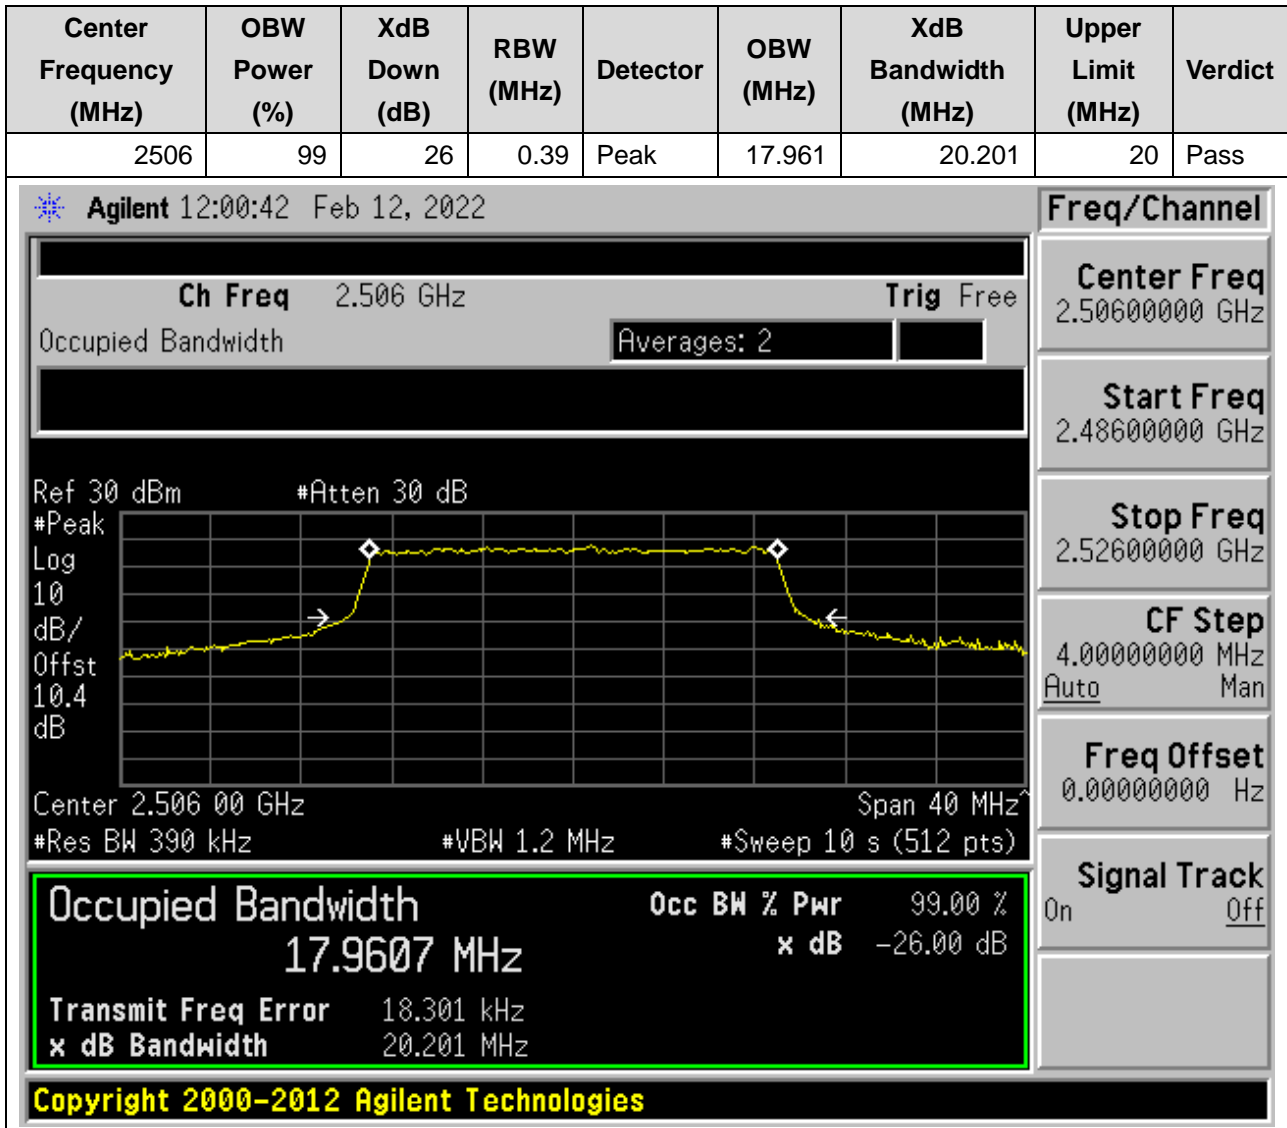 Center Frequency (MHz) OBW Power (%) XdB Down (dB) RBW (MHz) Detector OBW (MHz) XdB Bandwidth (MHz) Upper Limit (MHz) Verdict
2506 99 26 0.39 Peak 17.961 20.201 20 Pass
Agilent 12:00:42 Feb 12, 2022
Ch Freq 2.506 GHz Trig Free
Occupied Bandwidth Averages: 2
Ref 30 dBm #Atten 30 dB
#Peak
Log
10
dB/
Offst
10.4
dB
Center 2.506 00 GHz Span 40 MHz^
#Res BW 390 kHz #VBW 1.2 MHz #Sweep 10 s (512 pts)
Occupied Bandwidth Occ BW % Pwr 99.00 %
17.9607 MHz x dB -26.00 dB
Transmit Freq Error 18.301 kHz
x dB Bandwidth 20.201 MHz
Copyright 2000-2012 Agilent Technologies
Freq/Channel
Center Freq
2.50600000 GHz
Start Freq
2.48600000 GHz
Stop Freq
2.52600000 GHz
CF Step
4.00000000 MHz
Auto Man
Freq Offset
0.00000000 Hz
Signal Track
On Off